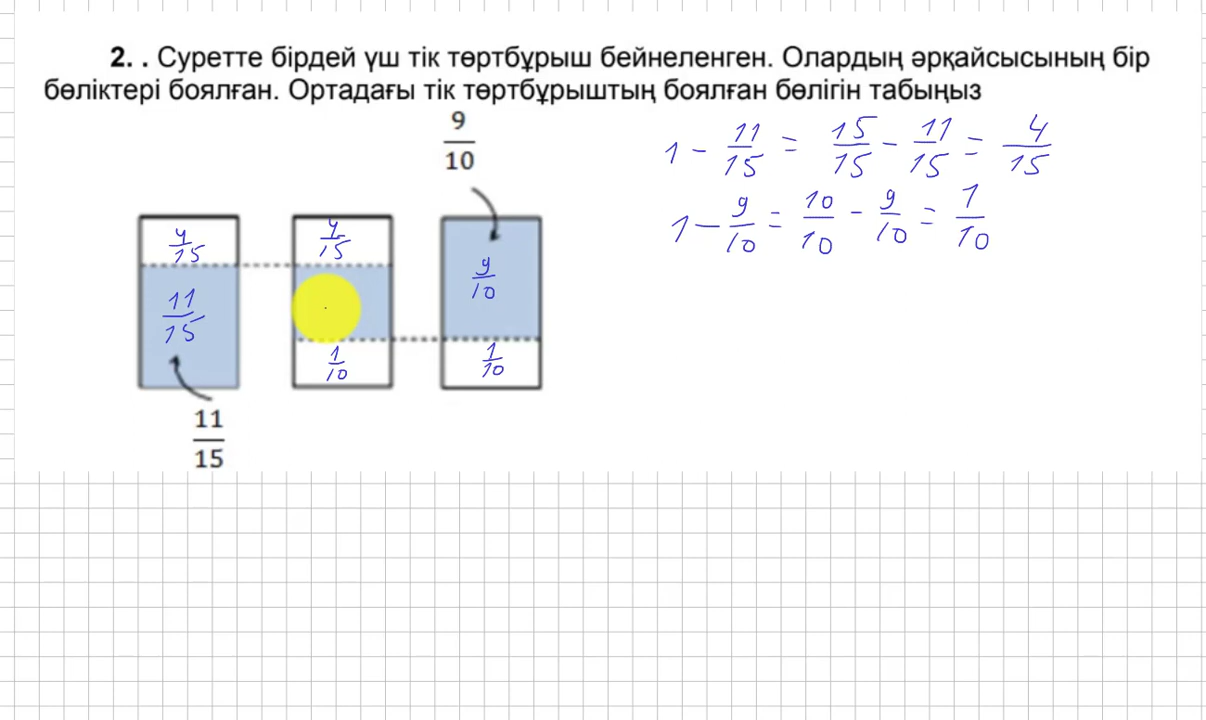 2. . Суретте бірдей үш тік төртбұрыш бейнеленген. Олардың әрқайсысының бір
бөліктері боялған. Ортадағы тік төртбұрыштың боялған бөлігін табыңыз
9/10
1 - 11/15 = 15/15 - 11/15 = 4/15
1 - 9/10 = 10/10 - 9/10 = 1/10
4/15 4/15
11/15 9/10
1/10 1/10
11/15